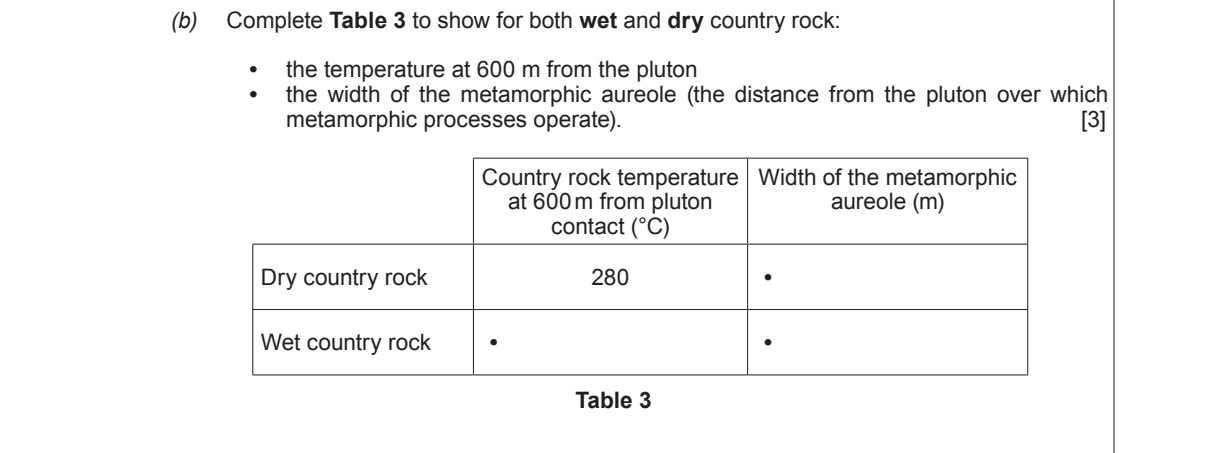 (b) Complete Table 3 to show for both wet and dry country rock:
• the temperature at 600 m from the pluton
• the width of the metamorphic aureole (the distance from the pluton over which
metamorphic processes operate). [3]
Country rock temperature
at 600 m from pluton
contact (°C)
Width of the metamorphic
aureole (m)
Dry country rock
280
•
Wet country rock
•
•
Table 3